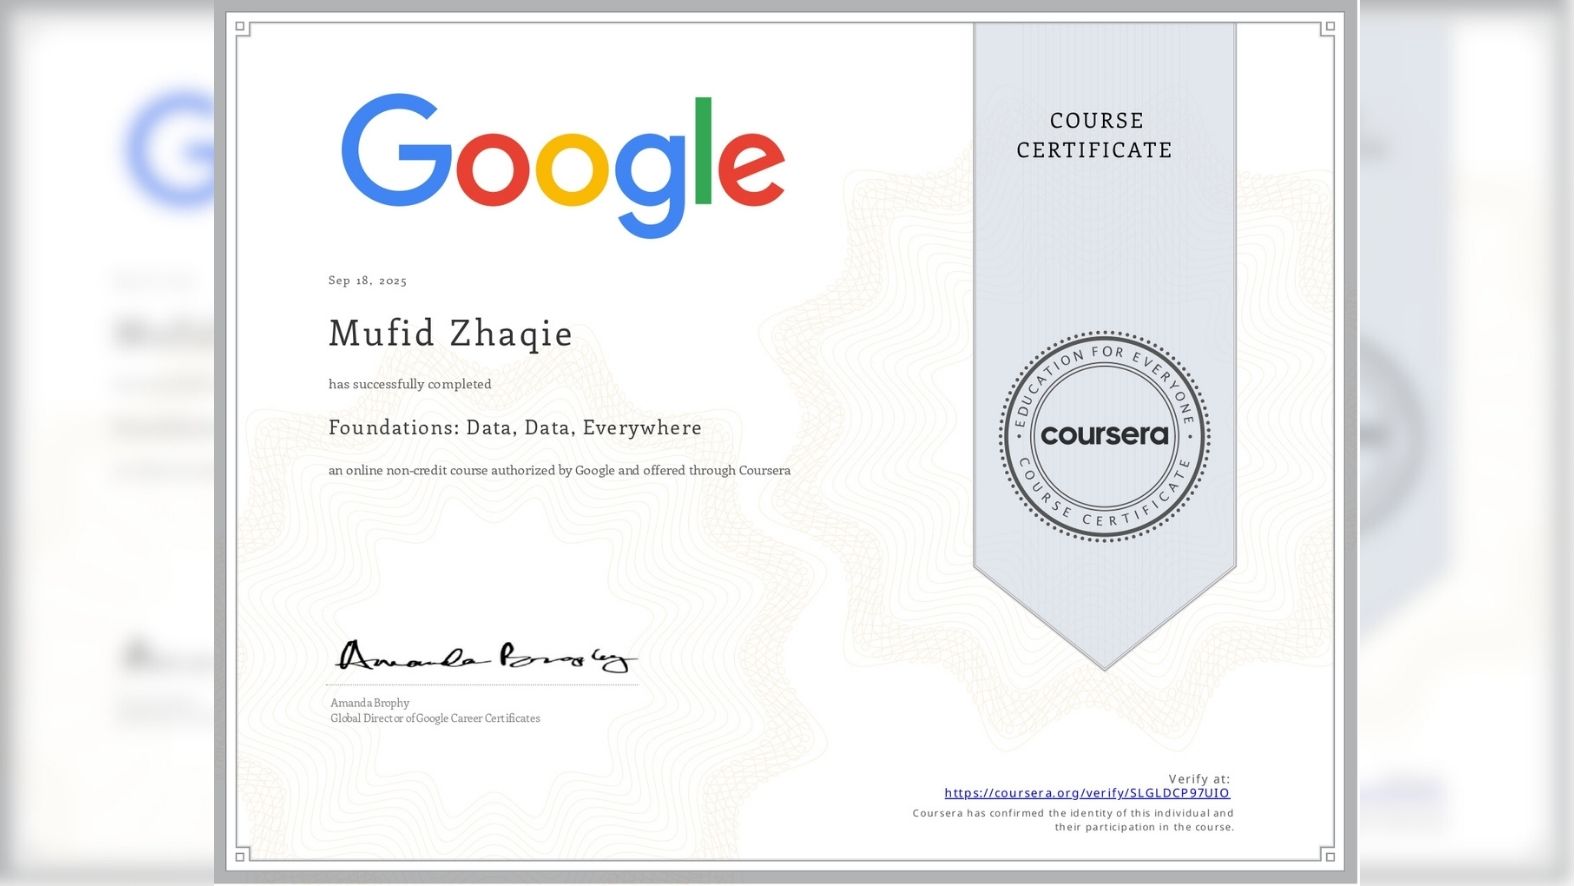 Google
COURSE
CERTIFICATE
Sep 18, 2025
Mufid Zhaqie
has successfully completed
Foundations: Data, Data, Everywhere
an online non-credit course authorized by Google and offered through Coursera
EDUCATION FOR EVERYONE
coursera
COURSE CERTIFICATE
Amanda Brophy
Amanda Brophy
Global Director of Google Career Certificates
Verify at:
https://coursera.org/verify/SLGLDCP97UIO
Coursera has confirmed the identity of this individual and
their participation in the course.